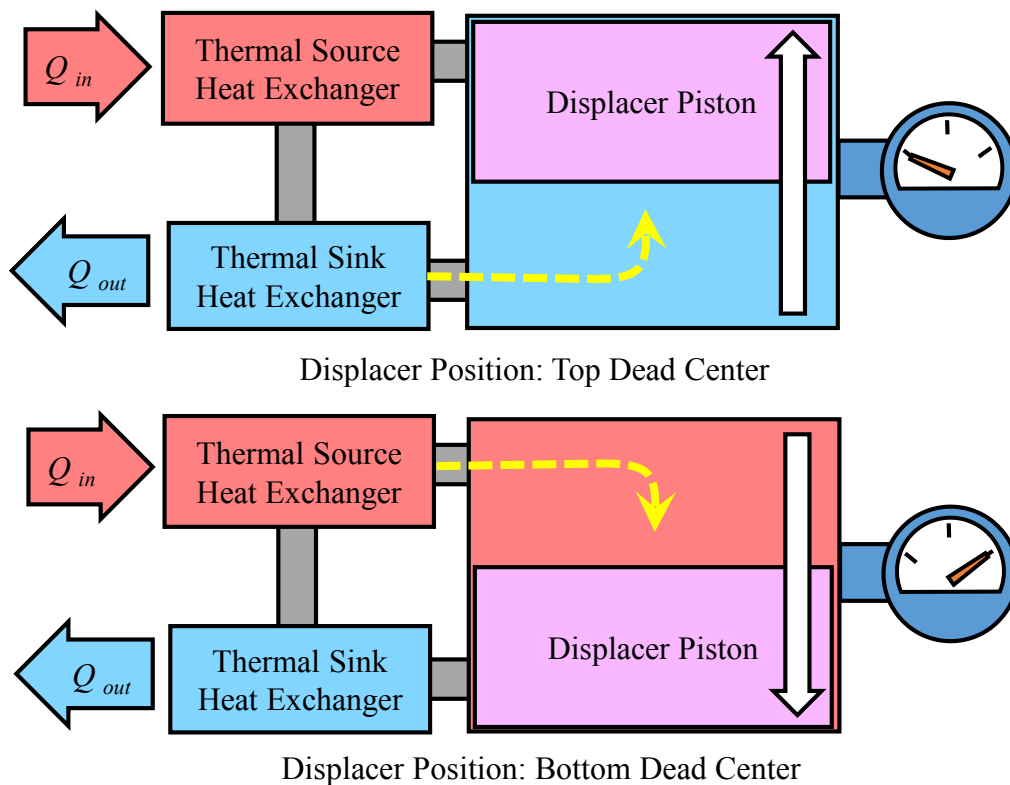 Q in
Thermal Source
Heat Exchanger
Displacer Piston
Q out
Thermal Sink
Heat Exchanger
Displacer Position: Top Dead Center
Q in
Thermal Source
Heat Exchanger
Q out
Thermal Sink
Heat Exchanger
Displacer Piston
Displacer Position: Bottom Dead Center